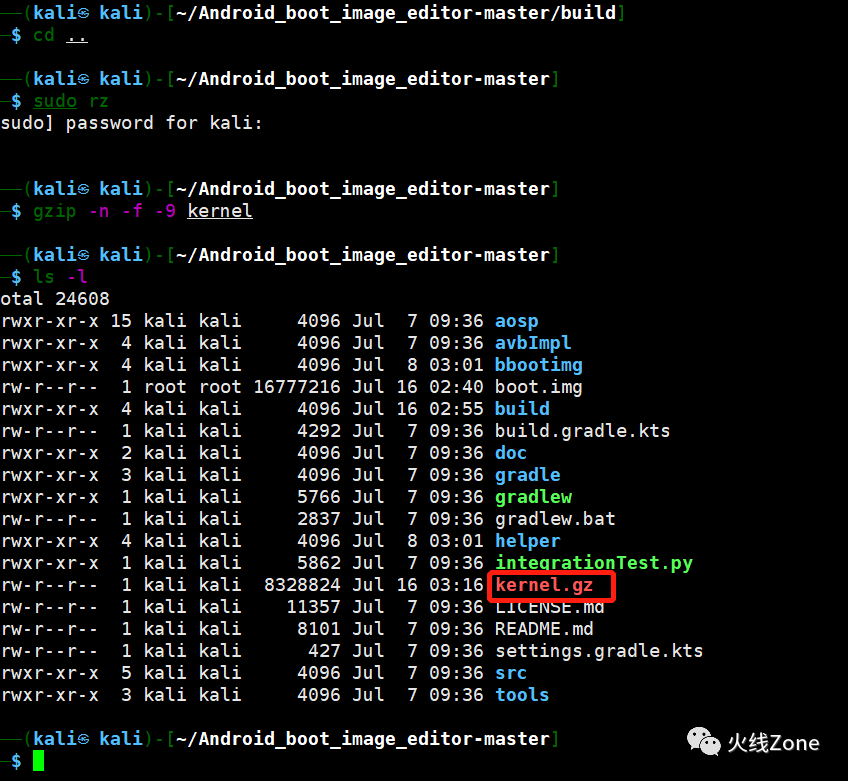 ──(kali㉿ kali)-[~/Android_boot_image_editor-master/build]
─$ cd ..
──(kali㉿ kali)-[~/Android_boot_image_editor-master]
─$ sudo rz
sudo] password for kali:
──(kali㉿ kali)-[~/Android_boot_image_editor-master]
─$ gzip -n -f -9 kernel
──(kali㉿ kali)-[~/Android_boot_image_editor-master]
─$ ls -l
otal 24608
rwxr-xr-x 15 kali kali     4096 Jul  7 09:36 aosp
rwxr-xr-x  4 kali kali     4096 Jul  7 09:36 avbImpl
rwxr-xr-x  4 kali kali     4096 Jul  8 03:01 bbootimg
rw-r--r--  1 root root 16777216 Jul 16 02:40 boot.img
rwxr-xr-x  4 kali kali     4096 Jul 16 02:55 build
rw-r--r--  1 kali kali     4292 Jul  7 09:36 build.gradle.kts
rwxr-xr-x  2 kali kali     4096 Jul  7 09:36 doc
rwxr-xr-x  4 kali kali     4096 Jul  7 09:36 gradle
rwxr-xr-x  1 kali kali     5766 Jul  7 09:36 gradlew
rw-r--r--  1 kali kali     2837 Jul  7 09:36 gradlew.bat
rwxr-xr-x  4 kali kali     4096 Jul  8 03:01 helper
rwxr-xr-x  1 kali kali     5862 Jul  7 09:36 integrationTest.py
rw-r--r--  1 kali kali  8328824 Jul 16 03:16 kernel.gz
rw-r--r--  1 kali kali    11357 Jul  7 09:36 LICENSE.md
rw-r--r--  1 kali kali     8101 Jul  7 09:36 README.md
rw-r--r--  1 kali kali      427 Jul  7 09:36 settings.gradle.kts
rwxr-xr-x  5 kali kali     4096 Jul  7 09:36 src
rwxr-xr-x  3 kali kali     4096 Jul  7 09:36 tools
──(kali㉿ kali)-[~/Android_boot_image_editor-master]
─$
火线Zone